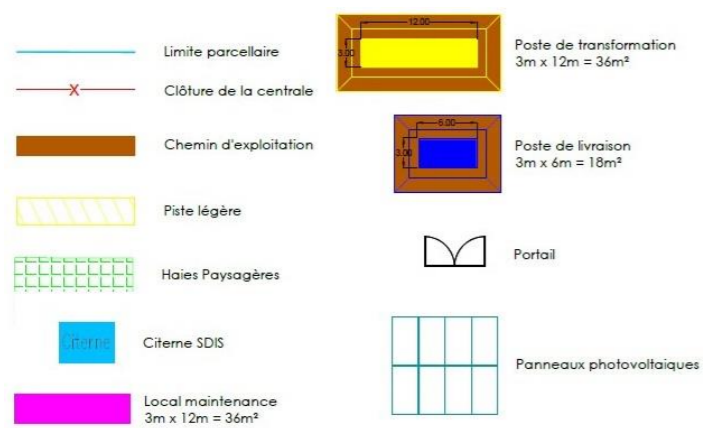 Limite parcellaire
Clôture de la centrale
Chemin d'exploitation
Piste légère
Haies Paysagères
Citerne
Citerne SDIS
Local maintenance
3m x 12m = 36m²
12.00
3.00
Poste de transformation
3m x 12m = 36m²
6.00
3.00
Poste de livraison
3m x 6m = 18m²
Portail
Panneaux photovoltaiques